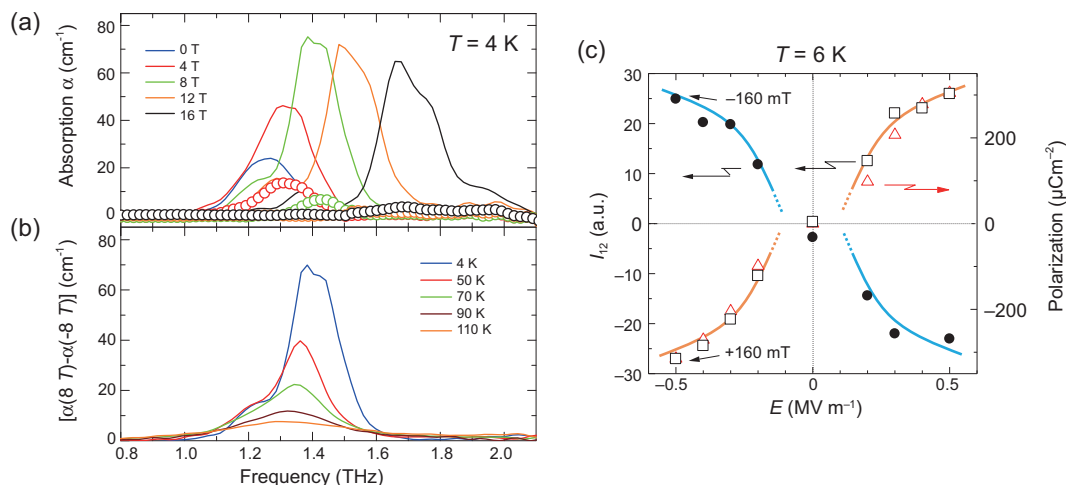 (a)
T = 4 K
Absorption α (cm⁻¹)
80
60
40
20
0
0 T
4 T
8 T
12 T
16 T
(b)
[α(8 T)-α(-8 T)] (cm⁻¹)
80
60
40
20
0
4 K
50 K
70 K
90 K
110 K
0.8 1.0 1.2 1.4 1.6 1.8 2.0
Frequency (THz)
(c)
T = 6 K
I₁₂ (a.u.)
30
20
10
0
−10
−20
−30
−160 mT
+160 mT
200
0
−200
Polarization (μCm⁻²)
−0.5 0 0.5
E (MV m⁻¹)